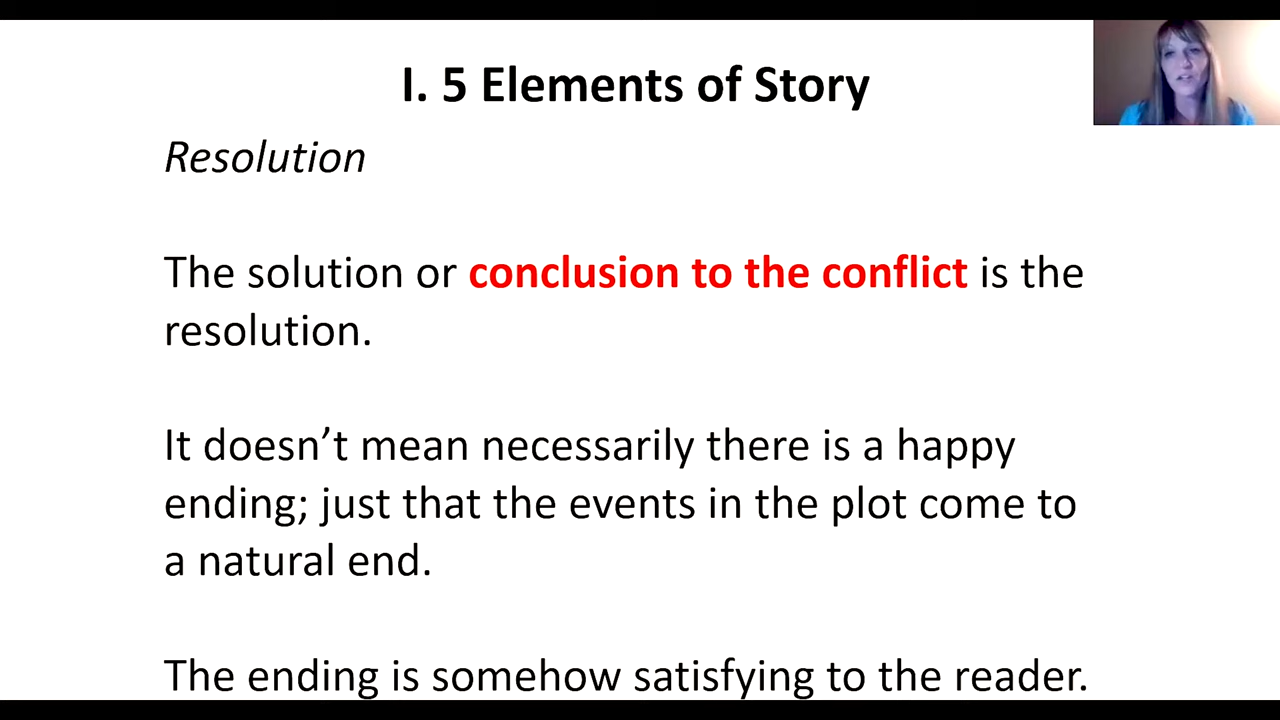 I. 5 Elements of Story
Resolution
The solution or conclusion to the conflict is the
resolution.
It doesn’t mean necessarily there is a happy
ending; just that the events in the plot come to
a natural end.
The ending is somehow satisfying to the reader.